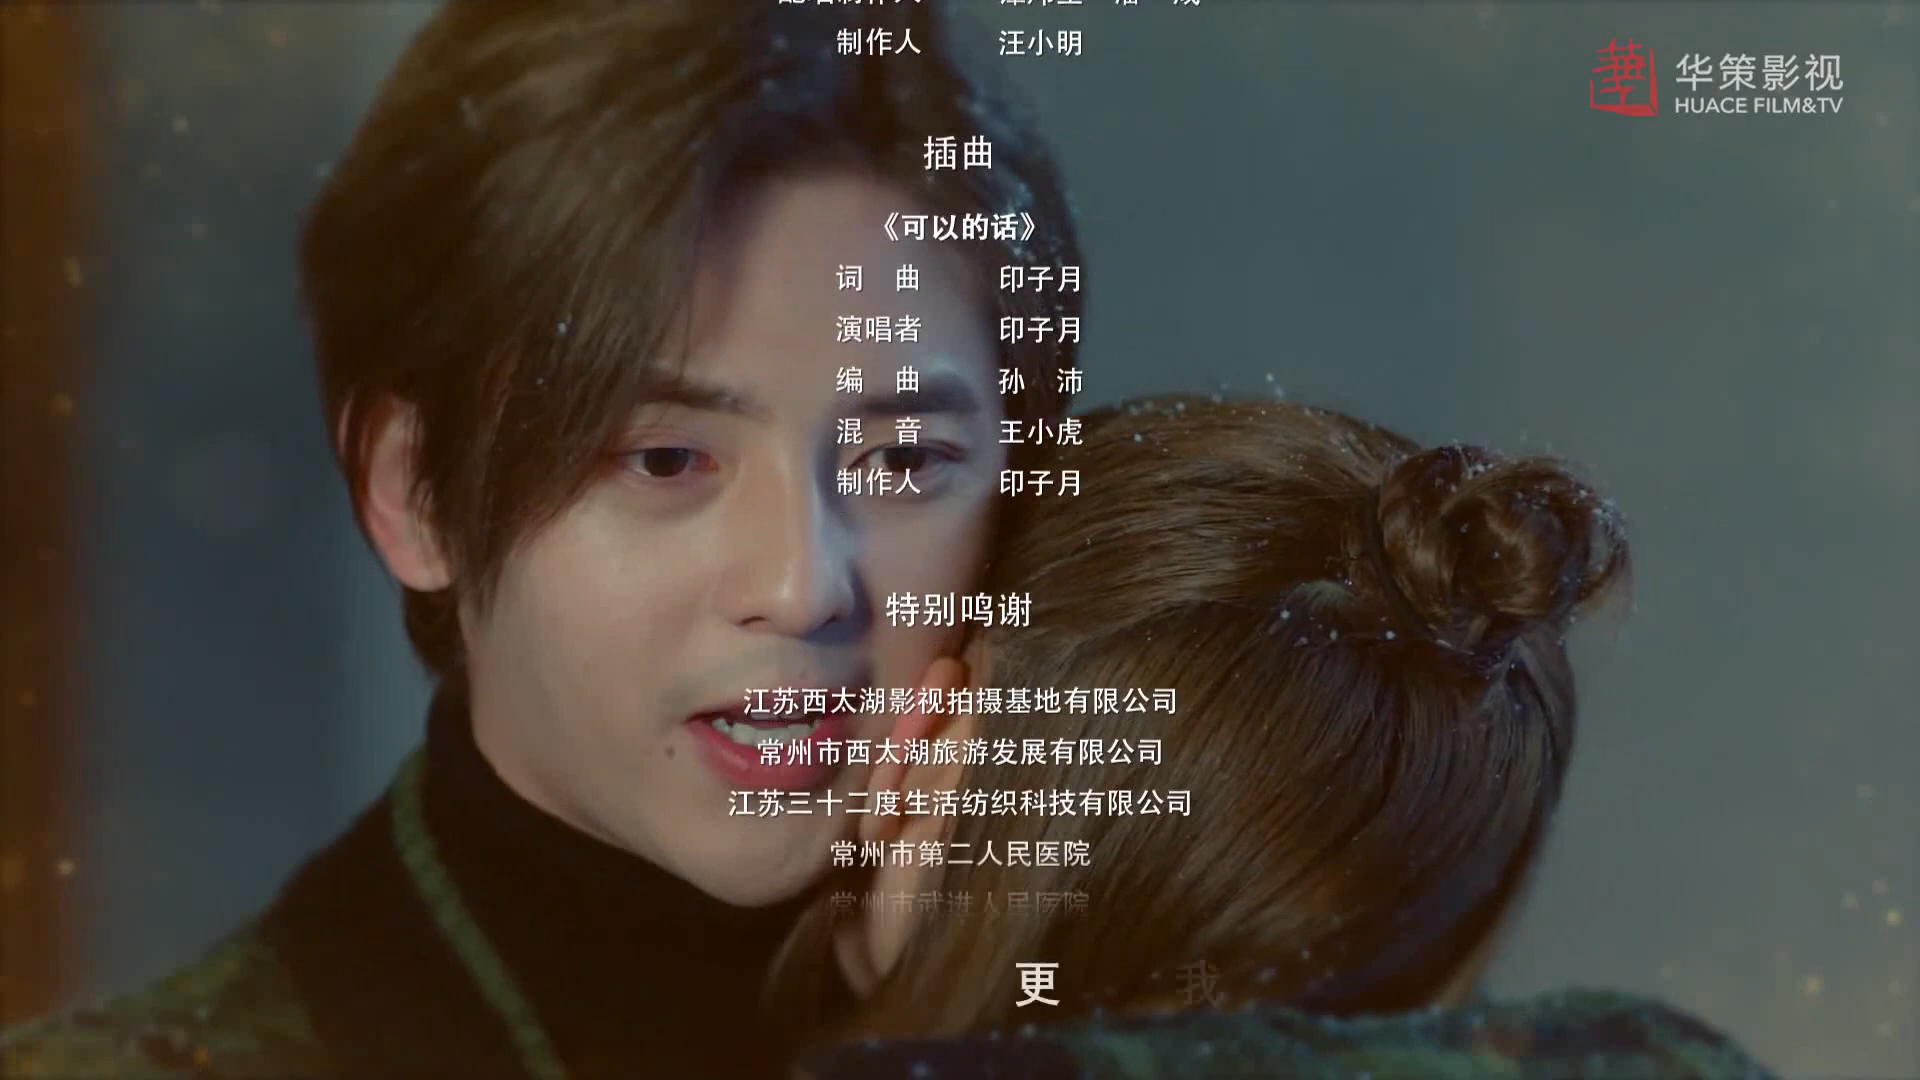 制作人 汪小明
华策影视
HUACE FILM&TV
插曲
《可以的话》
词 曲 印子月
演唱者 印子月
编 曲 孙 沛
混 音 王小虎
制作人 印子月
特别鸣谢
江苏西太湖影视拍摄基地有限公司
常州市西太湖旅游发展有限公司
江苏三十二度生活纺织科技有限公司
常州市第二人民医院
常州市武进人民医院
更 我